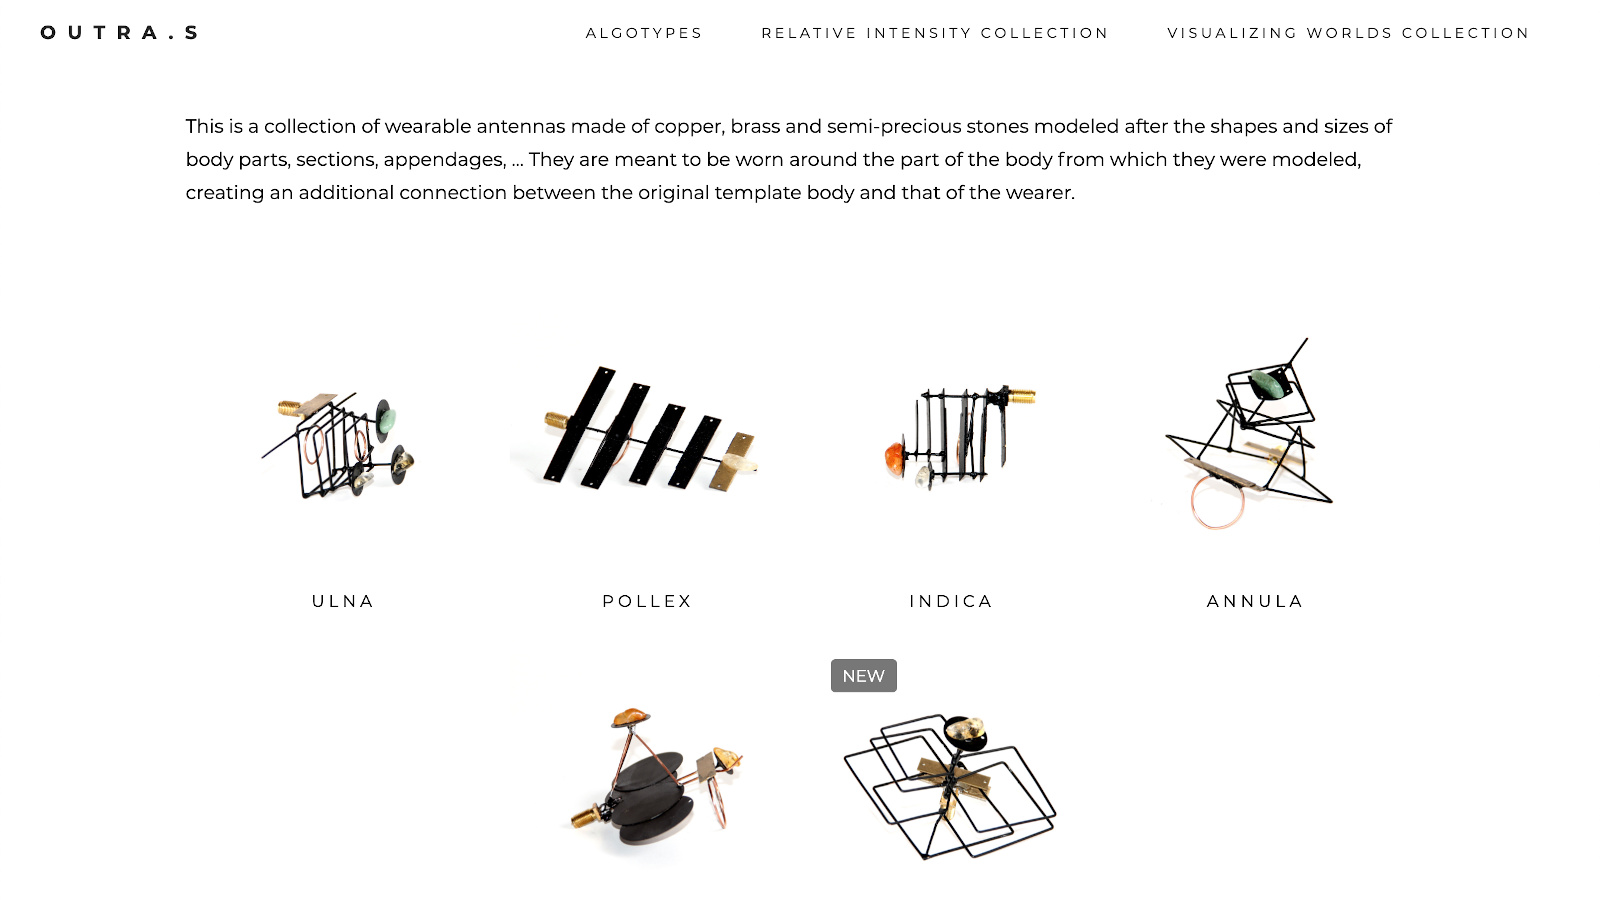 OUTRA.S
ALGOTYPES
RELATIVE INTENSITY COLLECTION
VISUALIZING WORLDS COLLECTION
This is a collection of wearable antennas made of copper, brass and semi-precious stones modeled after the shapes and sizes of
body parts, sections, appendages, ... They are meant to be worn around the part of the body from which they were modeled,
creating an additional connection between the original template body and that of the wearer.
ULNA
POLLEX
INDICA
ANNULA
NEW